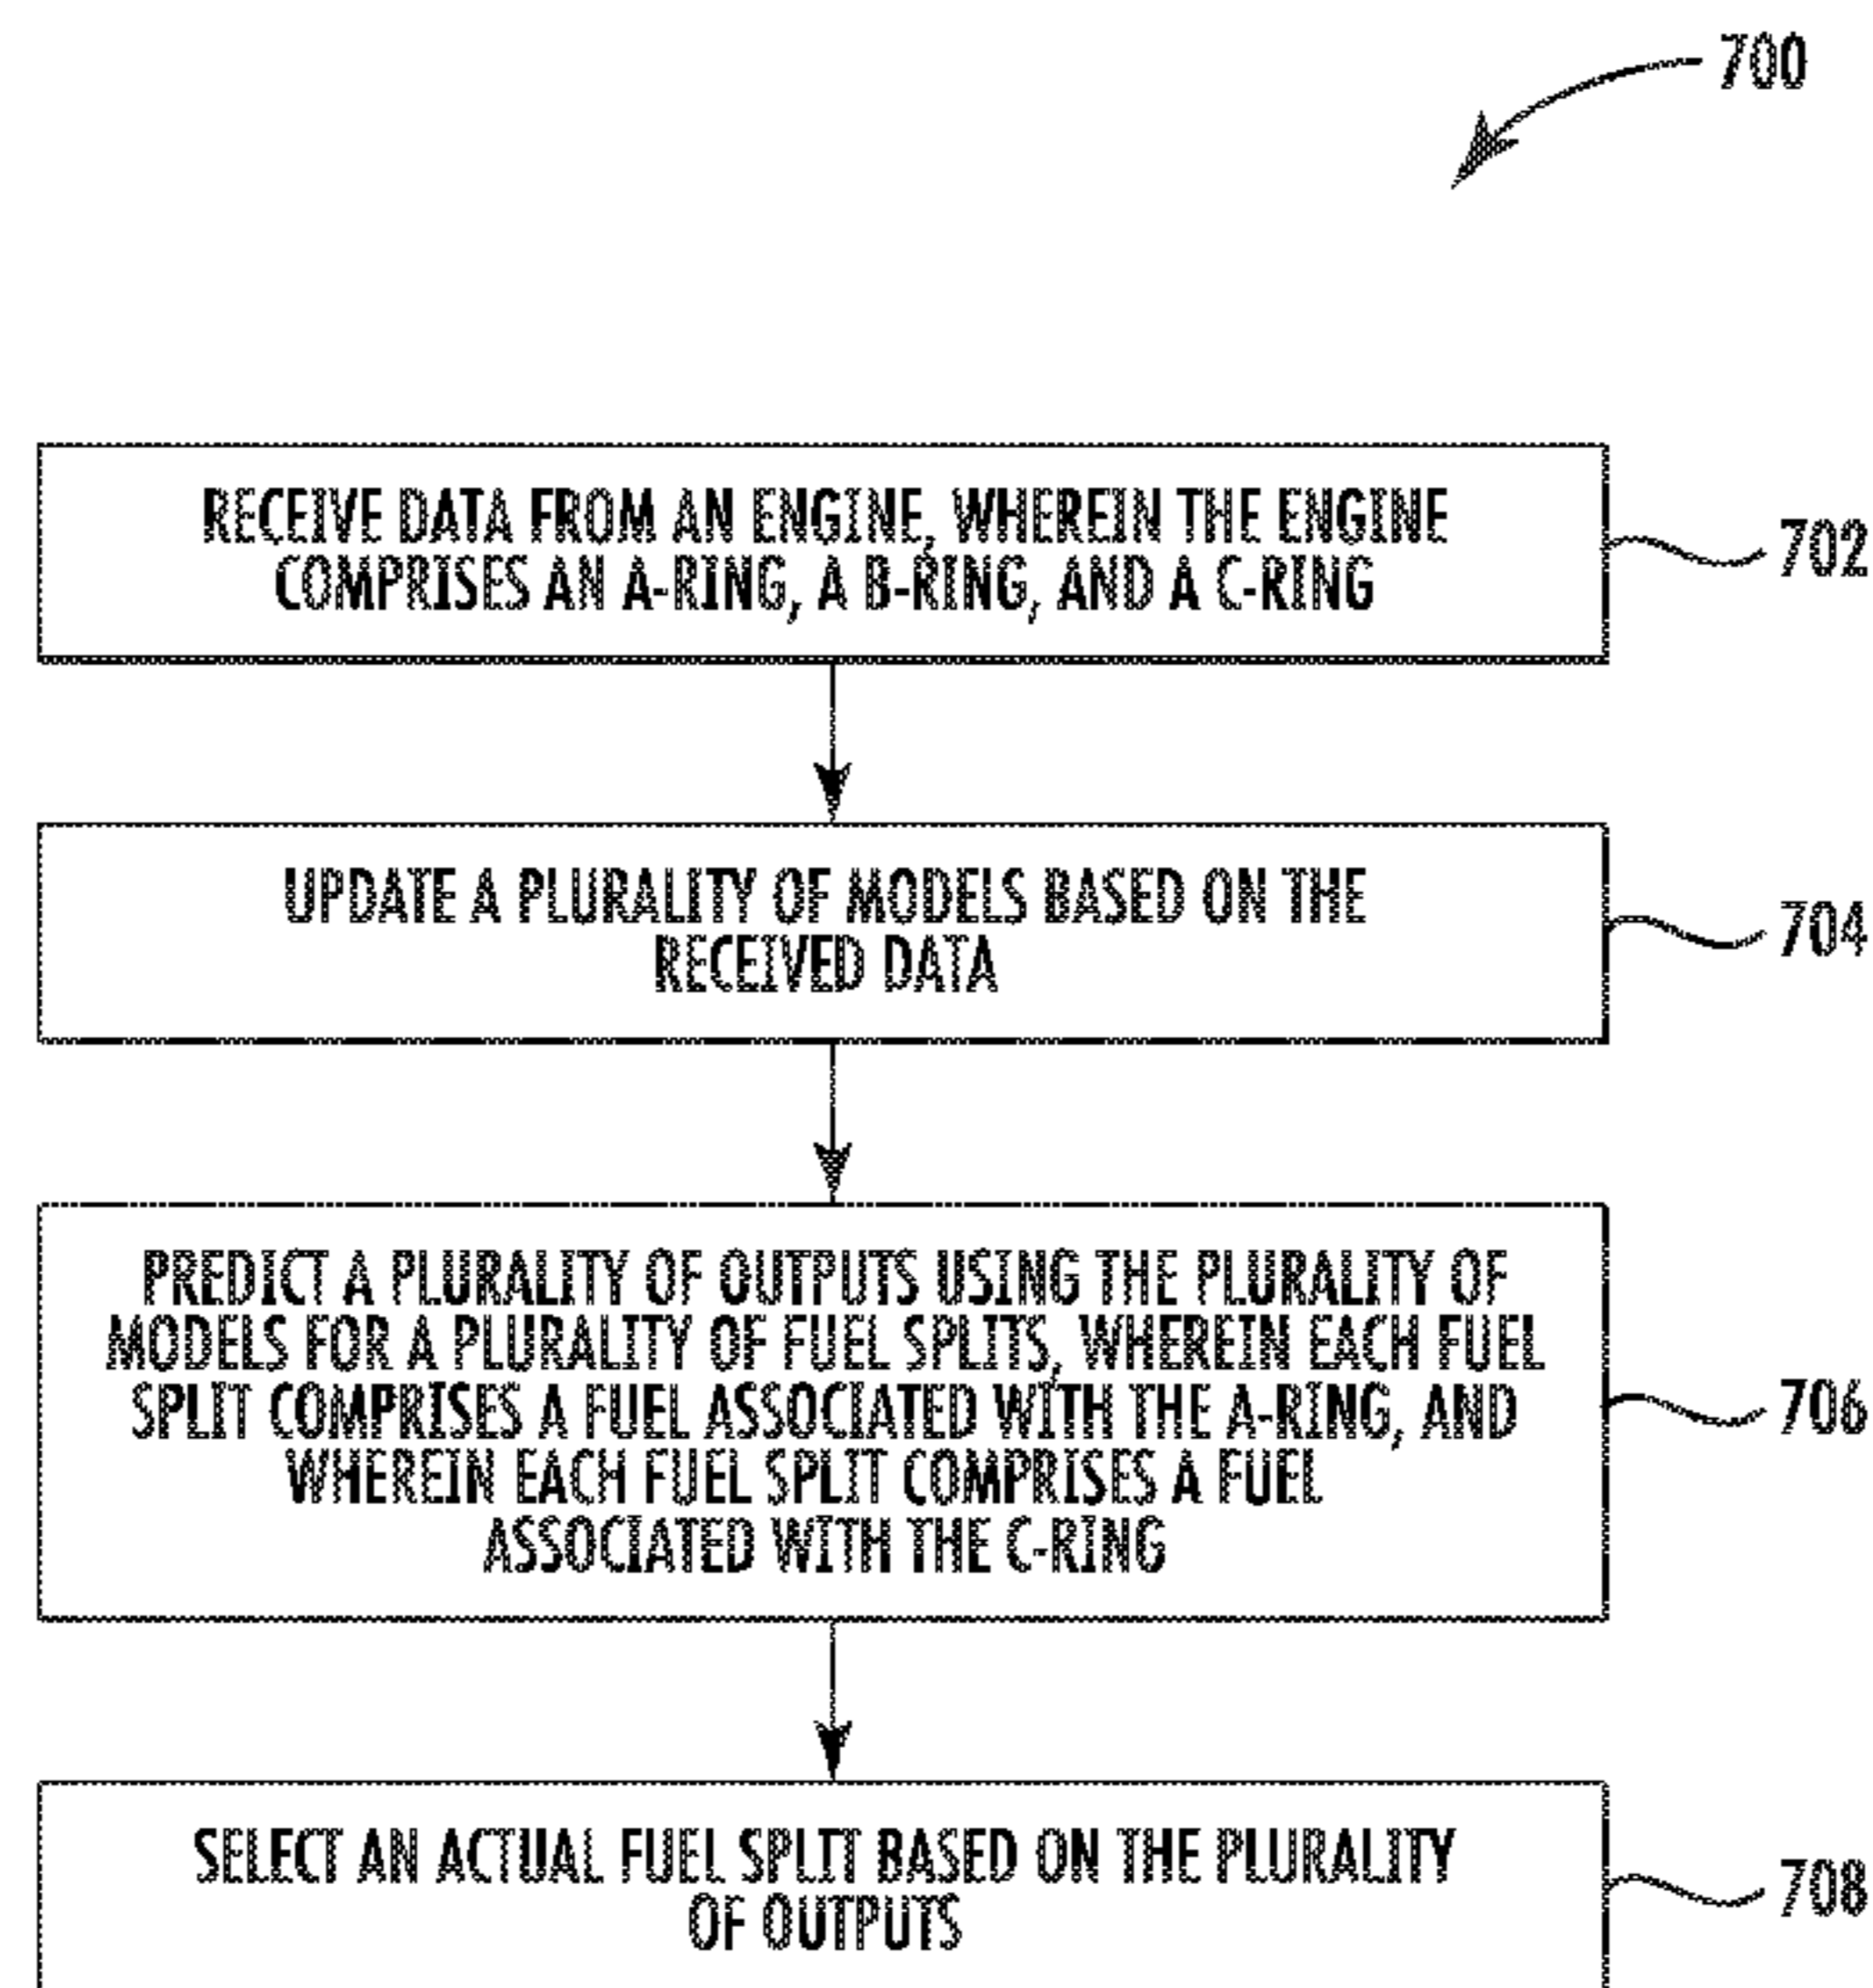 700
RECEIVE DATA FROM AN ENGINE, WHEREIN THE ENGINE
COMPRISES AN A-RING, A B-RING, AND A C-RING
702
UPDATE A PLURALITY OF MODELS BASED ON THE
RECEIVED DATA
704
PREDICT A PLURALITY OF OUTPUTS USING THE PLURALITY OF
MODELS FOR A PLURALITY OF FUEL SPLITS, WHEREIN EACH FUEL
SPLIT COMPRISES A FUEL ASSOCIATED WITH THE A-RING, AND
WHEREIN EACH FUEL SPLIT COMPRISES A FUEL
ASSOCIATED WITH THE C-RING
706
SELECT AN ACTUAL FUEL SPLIT BASED ON THE PLURALITY
OF OUTPUTS
708